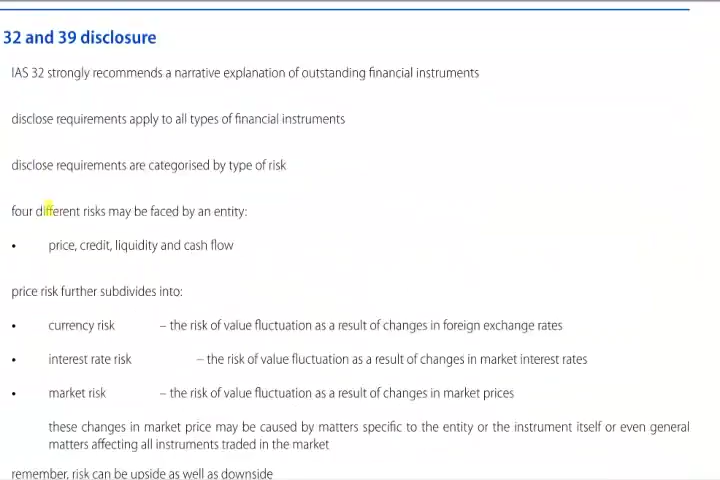 32 and 39 disclosure
IAS 32 strongly recommends a narrative explanation of outstanding financial instruments
disclose requirements apply to all types of financial instruments
disclose requirements are categorised by type of risk
four different risks may be faced by an entity:
• price, credit, liquidity and cash flow
price risk further subdivides into:
• currency risk – the risk of value fluctuation as a result of changes in foreign exchange rates
• interest rate risk – the risk of value fluctuation as a result of changes in market interest rates
• market risk – the risk of value fluctuation as a result of changes in market prices
these changes in market price may be caused by matters specific to the entity or the instrument itself or even general
matters affecting all instruments traded in the market
remember, risk can be upside as well as downside